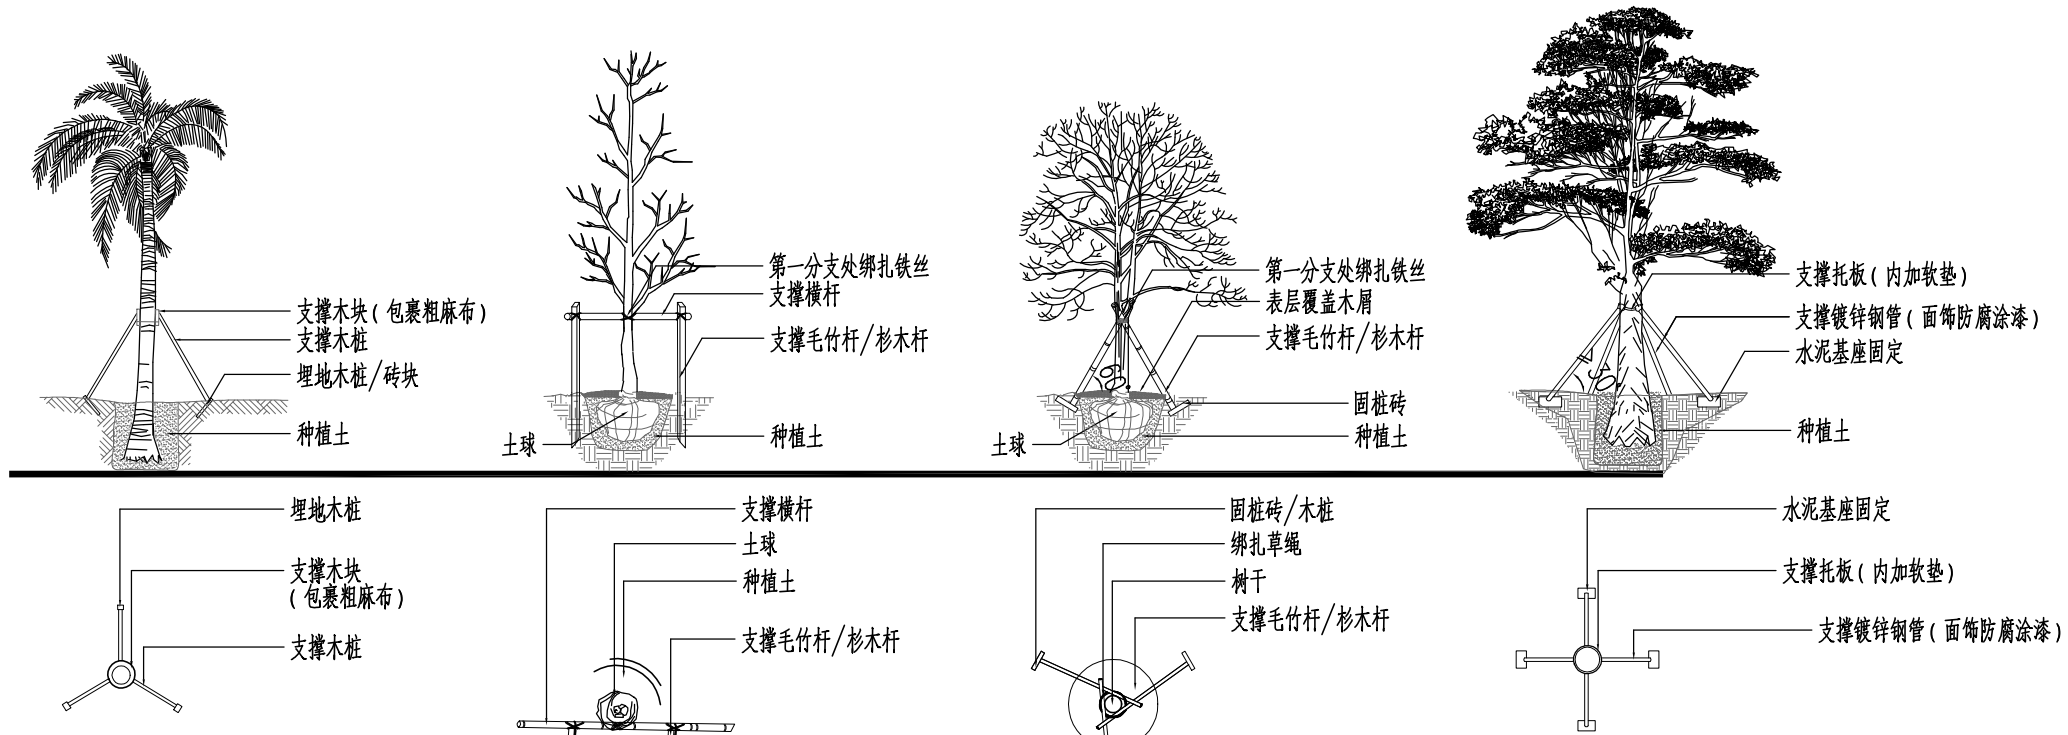 支撑木块(包裹粗麻布)
支撑木桩
埋地木桩/砖块
种植土
第一分支处绑扎铁丝
支撑横杆
支撑毛竹杆/杉木杆
土球
种植土
第一分支处绑扎铁丝
表层覆盖木屑
支撑毛竹杆/杉木杆
60
固桩砖
土球
种植土
支撑托板(内加软垫)
支撑镀锌钢管(面饰防腐涂漆)
水泥基座固定
种植土
埋地木桩
支撑木块
(包裹粗麻布)
支撑木桩
支撑横杆
土球
种植土
支撑毛竹杆/杉木杆
固桩砖/木桩
绑扎草绳
树干
支撑毛竹杆/杉木杆
水泥基座固定
支撑托板(内加软垫)
支撑镀锌钢管(面饰防腐涂漆)